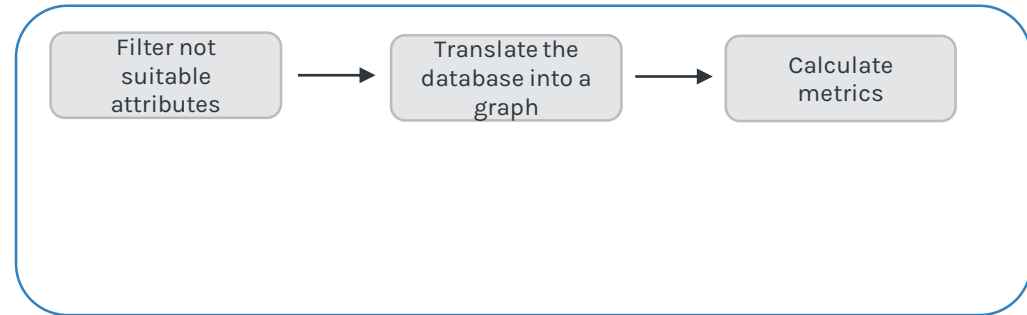 Filter not
suitable
attributes
Translate the
database into a
graph
Calculate
metrics